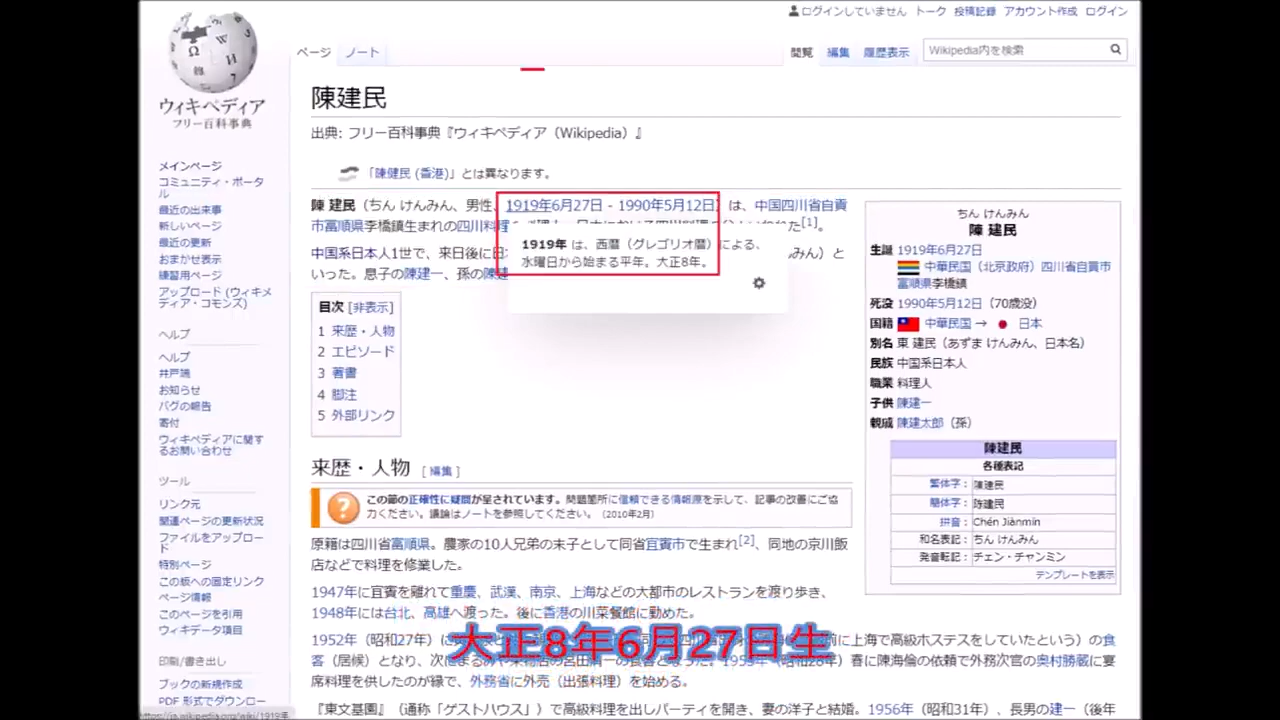 ログインしていません トーク 投稿記録 アカウント作成 ログイン
ページ ノート 閲覧 編集 履歴表示 Wikipedia内を検索
ウィキペディア
フリー百科事典
メインページ
コミュニティ・ポータル
最近の出来事
新しいページ
最近の更新
おまかせ表示
練習用ページ
アップロード (ウィキメディア・コモンズ)
ヘルプ
ヘルプ
井戸端
お知らせ
バグの報告
寄付
ウィキペディアに関するお問い合わせ
ツール
リンク元
関連ページの更新状況
ファイルをアップロード
特別ページ
この版への固定リンク
ページ情報
このページを引用
ウィキデータ項目
印刷/書き出し
ブックの新規作成
PDF 形式でダウンロー
https://ja.wikipedia.org/wiki/1919年
陳建民
出典: フリー百科事典『ウィキペディア（Wikipedia）』
「陳健民 (香港)」とは異なります。
陳 建民（ちん けんみん、男性、1919年6月27日 - 1990年5月12日）は、中国四川省自貢
市富順県李橋鎮生まれの四川料理
た[1]。
中国系日本人1世で、来日後に日
みん）と
いった。息子の陳建一、孫の陳建
1919年 は、西暦（グレゴリオ暦）による、
水曜日から始まる平年。大正8年。
目次 [非表示]
1 来歴・人物
2 エピソード
3 著書
4 脚注
5 外部リンク
来歴・人物 [編集]
この節の正確性に疑問が呈されています。問題箇所に信頼できる情報源を示して、記事の改善にご協
力ください。議論はノートを参照してください。（2010年2月）
原籍は四川省富順県。農家の10人兄弟の末子として同省宜賓市で生まれ[2]、同地の京川飯
店などで料理を修業した。
1947年に宜賓を離れて重慶、武漢、南京、上海などの大都市のレストランを渡り歩き、
1948年には台北、高雄へ渡った。後に香港の川菜餐館に勤めた。
1952年（昭和27年）に
前に上海で高級ホステスをしていたという）の食
客（居候）となり、次に
春に陳海倫の依頼で外務次官の奥村勝蔵に宴
席料理を供したのが縁で、外務省に外売（出張料理）を始める。
『東文基園』（通称「ゲストハウス」）で高級料理を出しパーティを開き、妻の洋子と結婚。1956年（昭和31年）、長男の建一（後年
ちん けんみん
陳 建民
生誕 1919年6月27日
中華民国（北京政府）四川省自貢市
富順県李橋鎮
死没 1990年5月12日（70歳没）
国籍 中華民国 → 日本
別名 東 建民（あずま けんみん、日本名）
民族 中国系日本人
職業 料理人
子供 陳建一
親戚 陳建太郎（孫）
陳建民
各種表記
繁体字： 陳建民
簡体字： 陈建民
拼音： Chén Jiànmín
和名表記： ちん けんみん
発音転記： チェン・チャンミン
テンプレートを表示
大正8年6月27日生